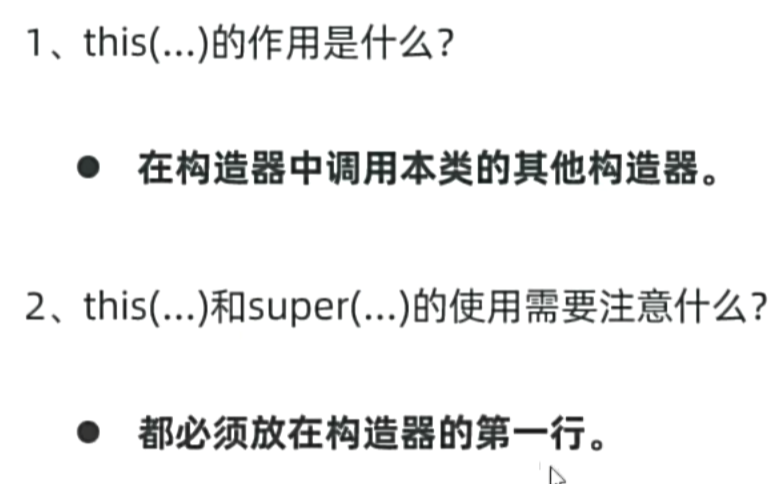 1、this(...)的作用是什么？
● 在构造器中调用本类的其他构造器。
2、this(...)和super(...)的使用需要注意什么？
● 都必须放在构造器的第一行。